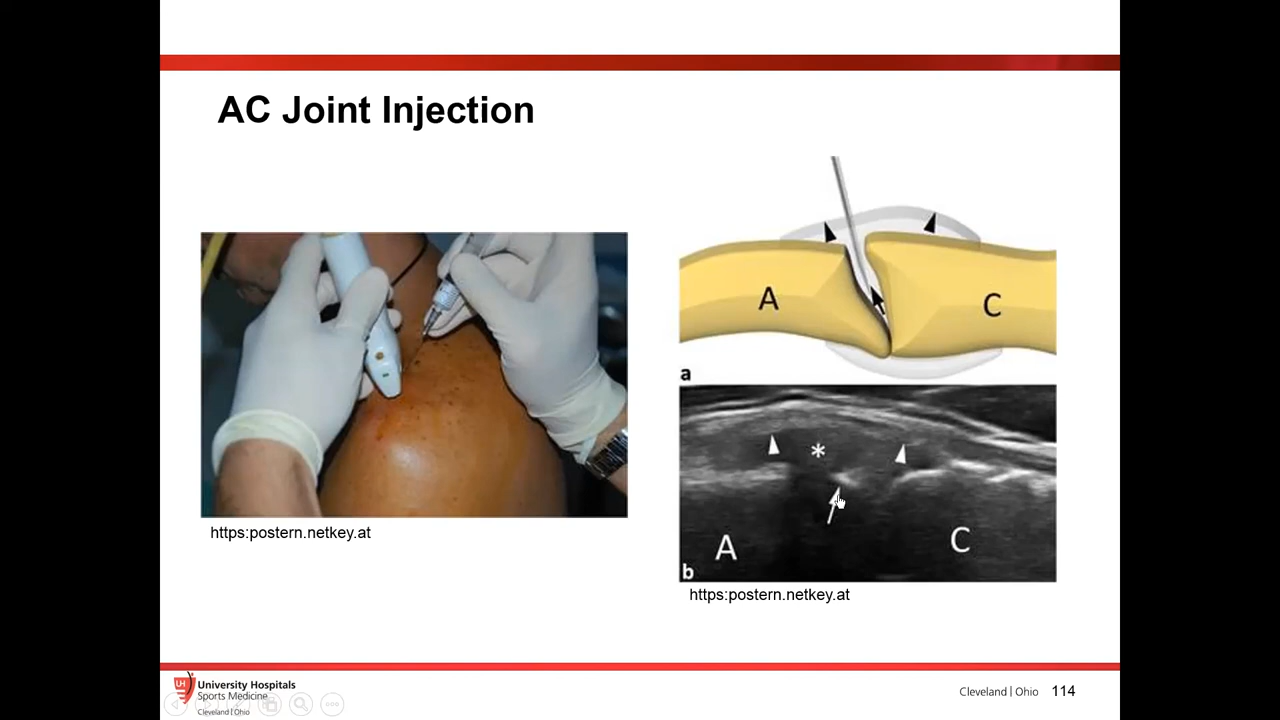 AC Joint Injection
A
C
a
*
A
C
b
https:postern.netkey.at
https:postern.netkey.at
UH
University Hospitals
Sports Medicine
Cleveland | Ohio
Cleveland | Ohio 114